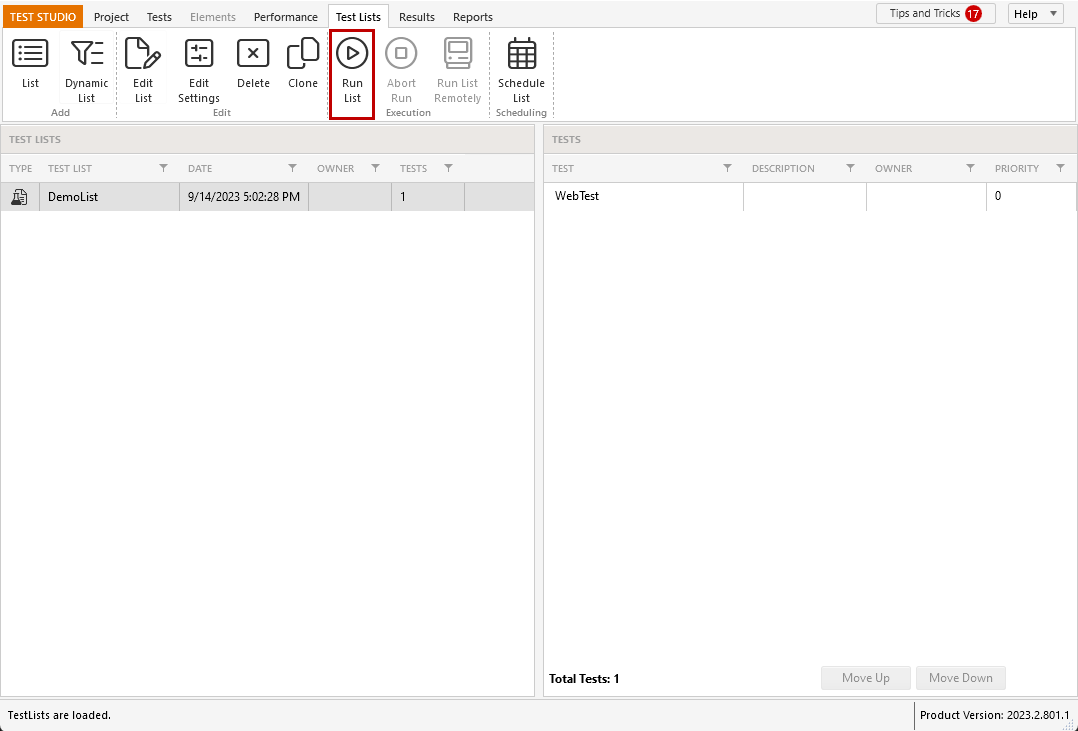 TEST STUDIO Project Tests Elements Performance Test Lists Results Reports Tips and Tricks 17 Help
List Dynamic List Edit List Edit Settings Delete Clone Run List Abort Run Run List Remotely Schedule List
Add Edit Execution Scheduling
TEST LISTS
TYPE TEST LIST DATE OWNER TESTS
DemoList 9/14/2023 5:02:28 PM 1
TESTS
TEST DESCRIPTION OWNER PRIORITY
WebTest 0
Total Tests: 1 Move Up Move Down
TestLists are loaded. Product Version: 2023.2.801.1